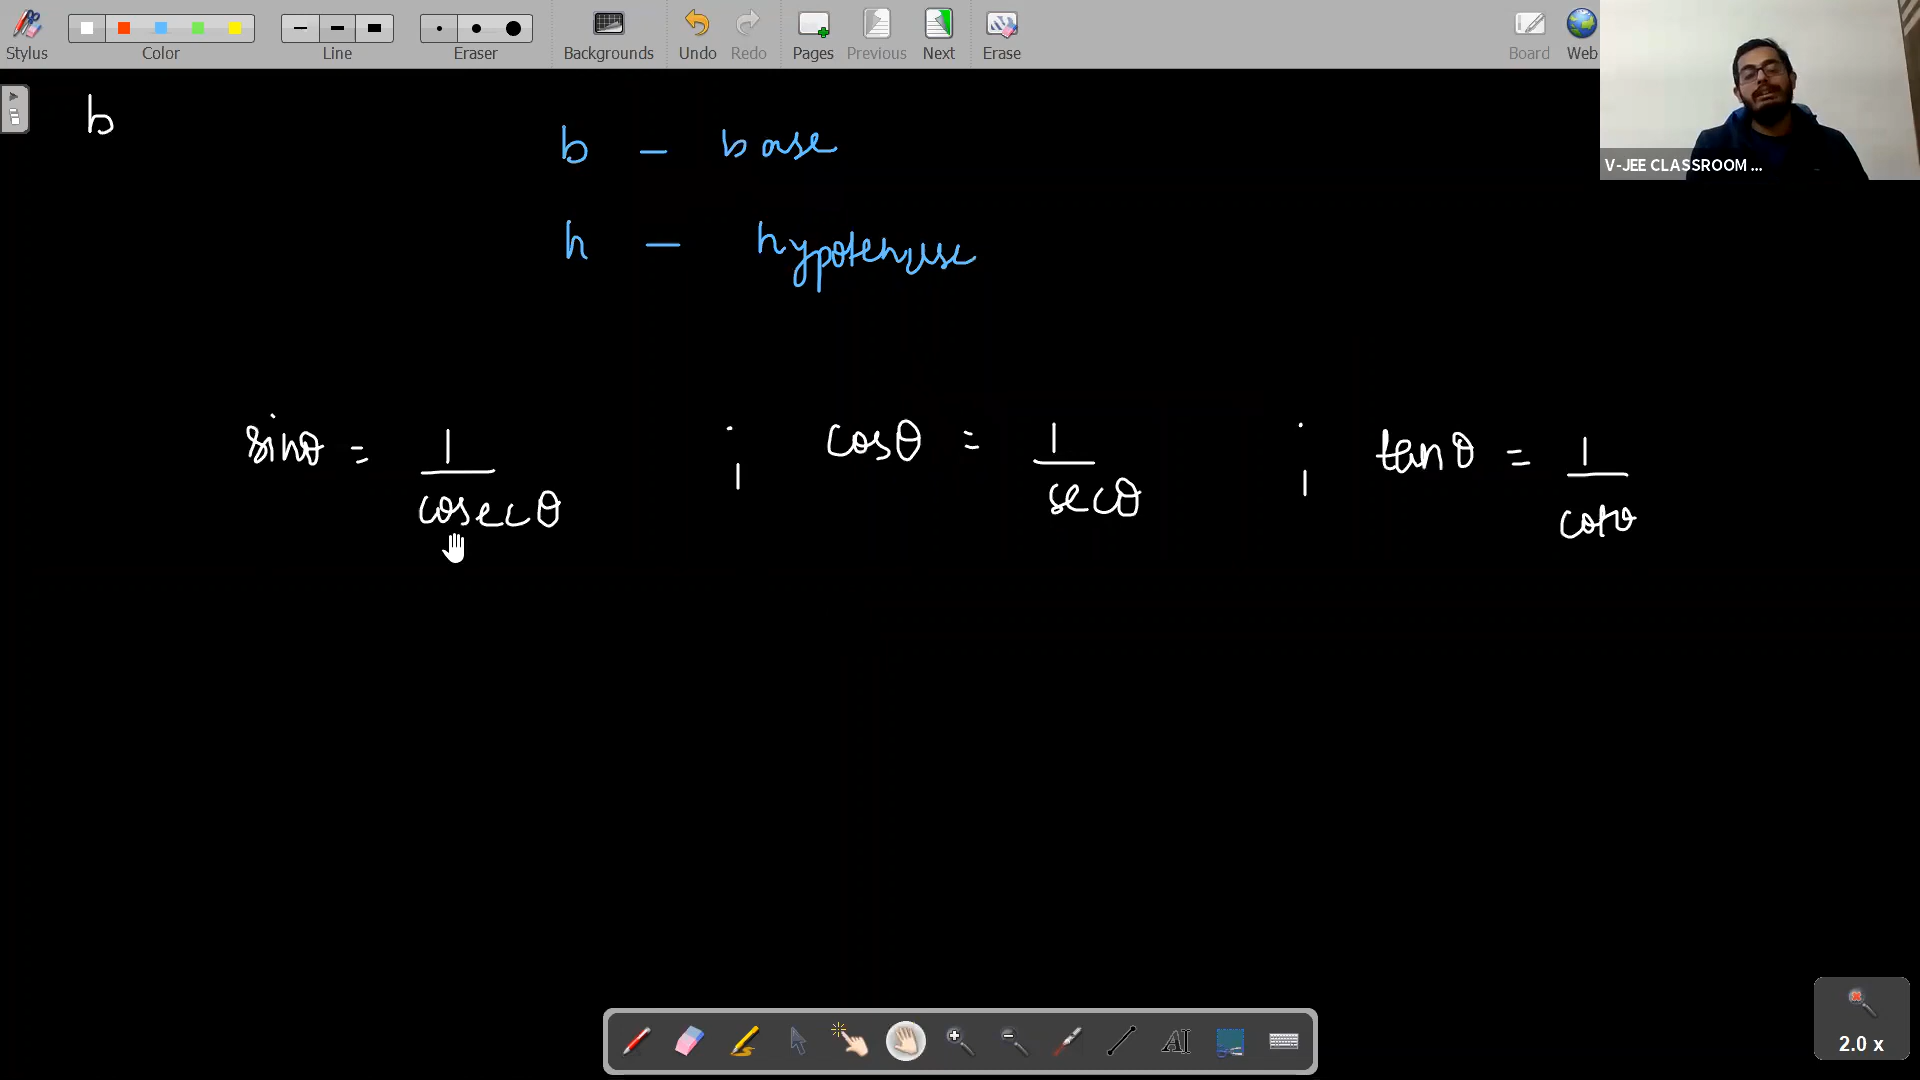 Stylus Color Line Eraser Backgrounds Undo Redo Pages Previous Next Erase Board Web
V-JEE CLASSROOM ...
b
b — base
h — hypotenuse
sinθ = 1/cosecθ ; cosθ = 1/secθ ; tanθ = 1/cotθ
2.0 x